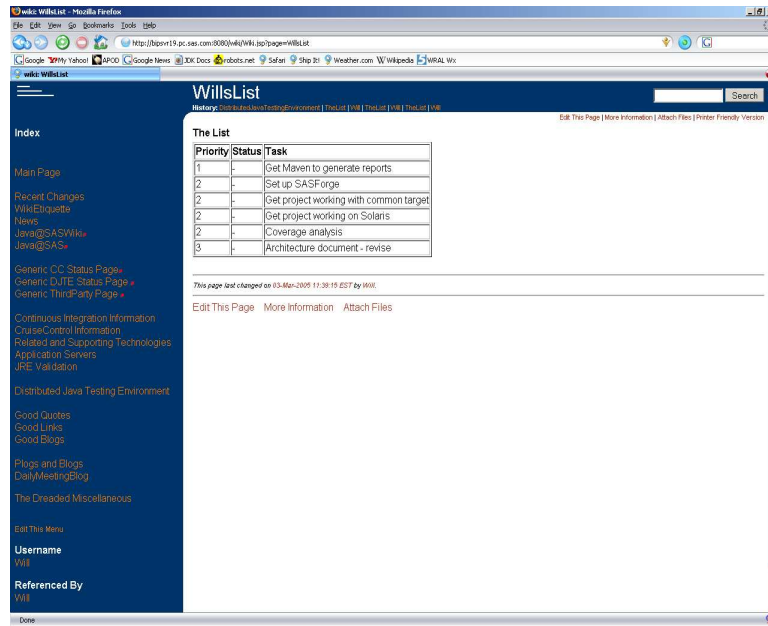 wiki: WillsList - Mozilla Firefox
File Edit View Go Bookmarks Tools Help
http://bipsvr19.pc.sas.com:8080/wiki/Wiki.jsp?page=WillsList
Google My Yahoo! APOD Google News JDK Docs robots.net Safari Ship It! Weather.com Wikipedia WRAL Wx
wiki: WillsList
WillsList
History: DistributedJavaTestingEnvironment | TheList | Will | TheList | Will | TheList | Will
Search
Edit This Page | More Information | Attach Files | Printer Friendly Version
Index
Main Page
Recent Changes
WikiEtiquette
News
Java@SASWiki
Java@SAS
Generic CC Status Page
Generic DJTE Status Page
Generic ThirdParty Page
Continuous Integration Information
CruiseControl Information
Related and Supporting Technologies
Application Servers
JRE Validation
Distributed Java Testing Environment
Good Quotes
Good Links
Good Blogs
Plogs and Blogs
DailyMeetingBlog
The Dreaded Miscellaneous
Edit This Menu
Username
Will
Referenced By
Will
The List
Priority Status Task
1 - Get Maven to generate reports
2 - Set up SASForge
2 - Get project working with common target
2 - Get project working on Solaris
2 - Coverage analysis
3 - Architecture document - revise
This page last changed on 03-Mar-2005 11:39:15 EST by Will.
Edit This Page More Information Attach Files
Done